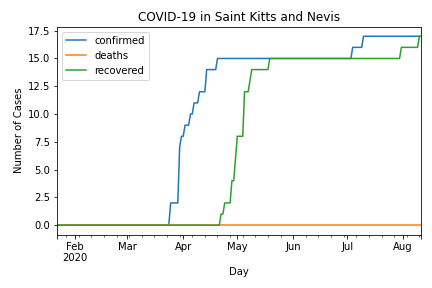 COVID-19 in Saint Kitts and Nevis
confirmed
deaths
recovered
Number of Cases
17.5
15.0
12.5
10.0
7.5
5.0
2.5
0.0
Feb Mar Apr May Jun Jul Aug
2020
Day